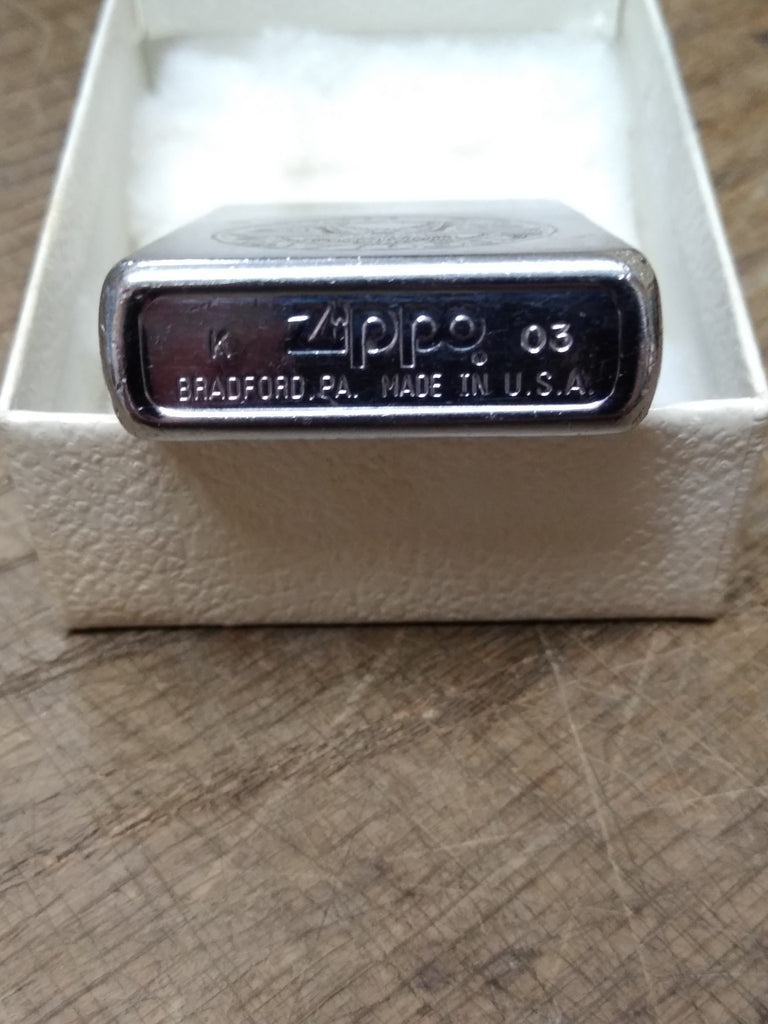 K Zippo® 03
BRADFORD, PA. MADE IN U.S.A.